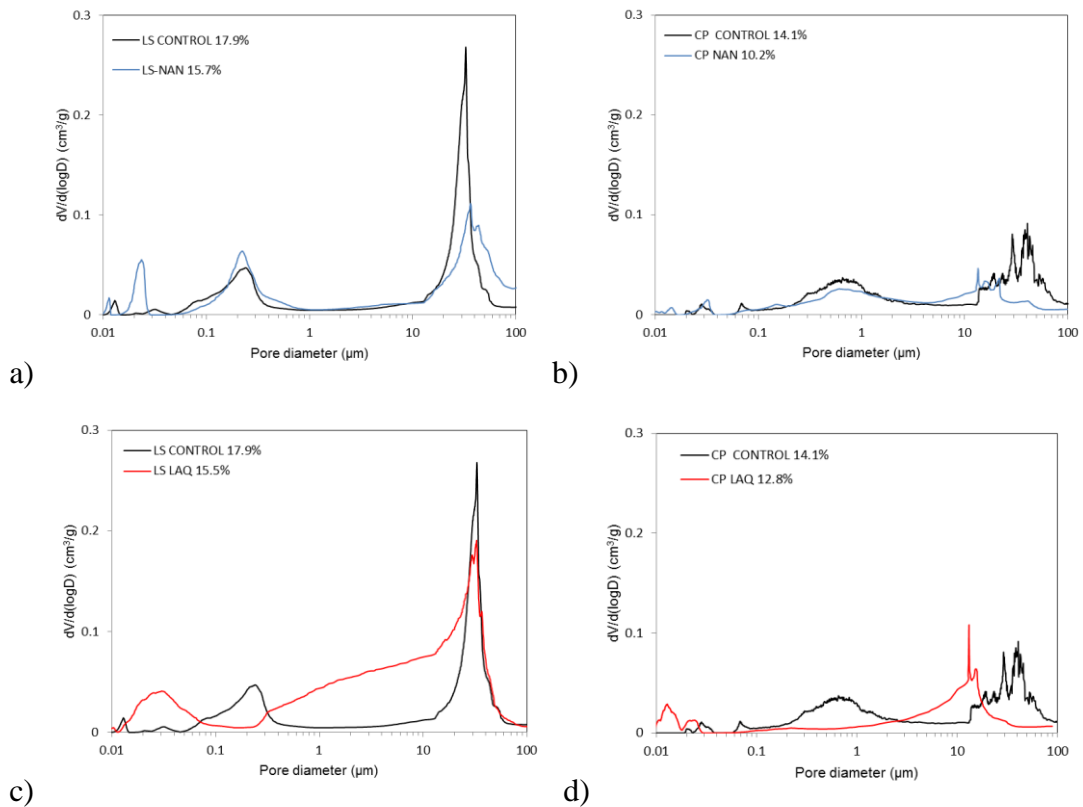 0.3
LS CONTROL 17.9%
LS-NAN 15.7%
0.2
dV/d(logD) (cm³/g)
0.1
0
0.01 0.1 1 10 100
Pore diameter (µm)
a)
0.3
CP CONTROL 14.1%
CP NAN 10.2%
0.2
dV/d(logD) (cm³/g)
0.1
0
0.01 0.1 1 10 100
Pore diameter (µm)
b)
0.3
LS CONTROL 17.9%
LS LAQ 15.5%
0.2
dV/d(logD) (cm³/g)
0.1
0
0.01 0.1 1 10 100
Pore diameter (µm)
c)
0.3
CP CONTROL 14.1%
CP LAQ 12.8%
0.2
dV/d(logD) (cm³/g)
0.1
0
0.01 0.1 1 10 100
Pore diameter (µm)
d)